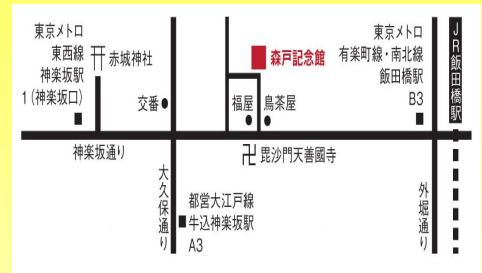 東京メトロ
東西線
神楽坂駅
1(神楽坂口)
赤城神社
交番
森戸記念館
福屋
鳥茶屋
東京メトロ
有楽町線・南北線
飯田橋駅
B3
JR飯田橋駅
神楽坂通り
卍毘沙門天善國寺
大久保通り
都営大江戸線
牛込神楽坂駅
A3
外堀通り